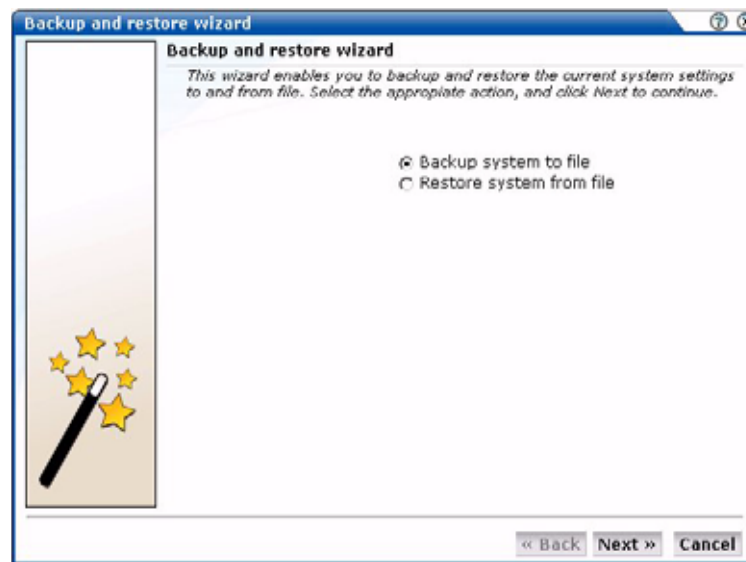 Backup and restore wizard
Backup and restore wizard
This wizard enables you to backup and restore the current system settings
to and from file. Select the appropiate action, and click Next to continue.
Backup system to file
Restore system from file
« Back Next » Cancel